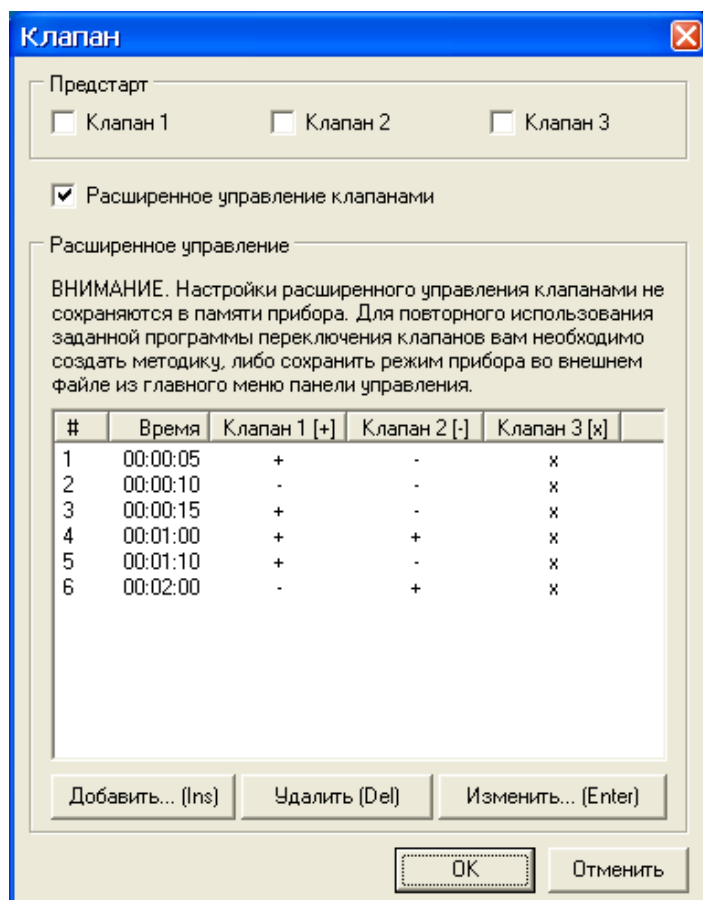 Клапан
Предстарт
Клапан 1 Клапан 2 Клапан 3
Расширенное управление клапанами
Расширенное управление
ВНИМАНИЕ. Настройки расширенного управления клапанами не
сохраняются в памяти прибора. Для повторного использования
заданной программы переключения клапанов вам необходимо
создать методику, либо сохранить режим прибора во внешнем
файле из главного меню панели управления.
# Время Клапан 1 [+] Клапан 2 [-] Клапан 3 [x]
1 00:00:05 + - x
2 00:00:10 - - x
3 00:00:15 + - x
4 00:01:00 + + x
5 00:01:10 + - x
6 00:02:00 - + x
Добавить... (Ins) Удалить (Del) Изменить... (Enter)
OK Отменить